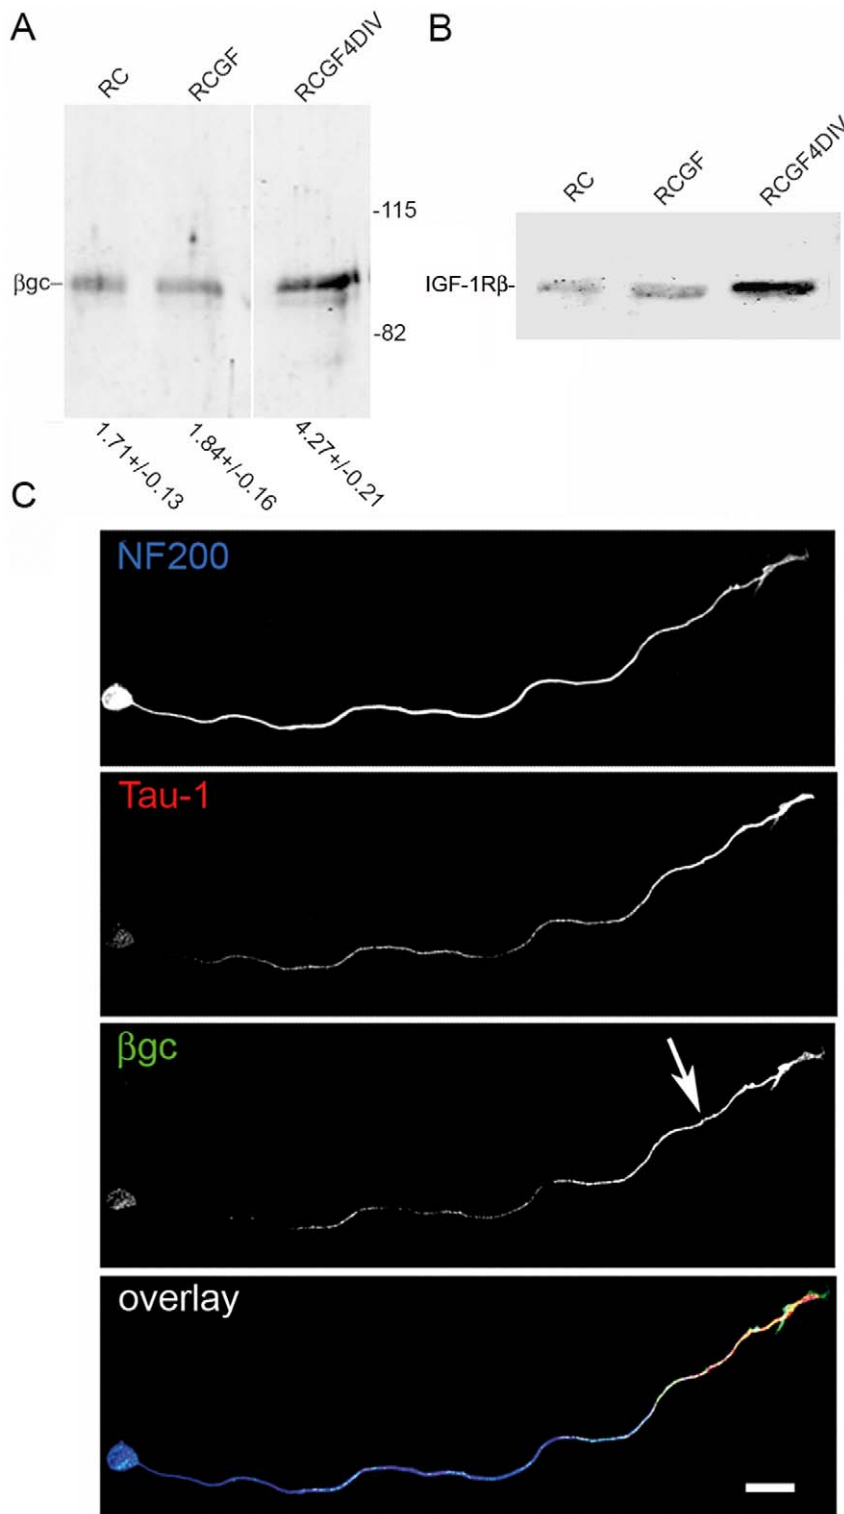 A
B
RC
RCGF
RCGF4DIV
RC
RCGF
RCGF4DIV
-115
βgc–
IGF-1Rβ-
-82
1.71+/-0.13
1.84+/-0.16
4.27+/-0.21
C
NF200
Tau-1
βgc
overlay